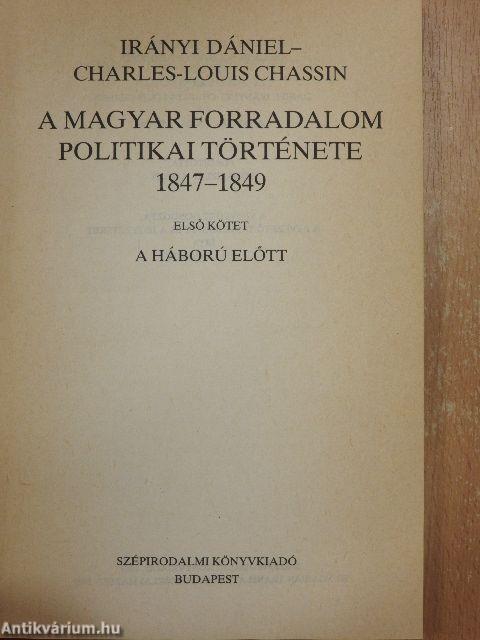 IRÁNYI DÁNIEL–
CHARLES-LOUIS CHASSIN
A MAGYAR FORRADALOM
POLITIKAI TÖRTÉNETE
1847–1849
ELSŐ KÖTET
A HÁBORÚ ELŐTT
SZÉPIRODALMI KÖNYVKIADÓ
BUDAPEST
Antikvárium.hu